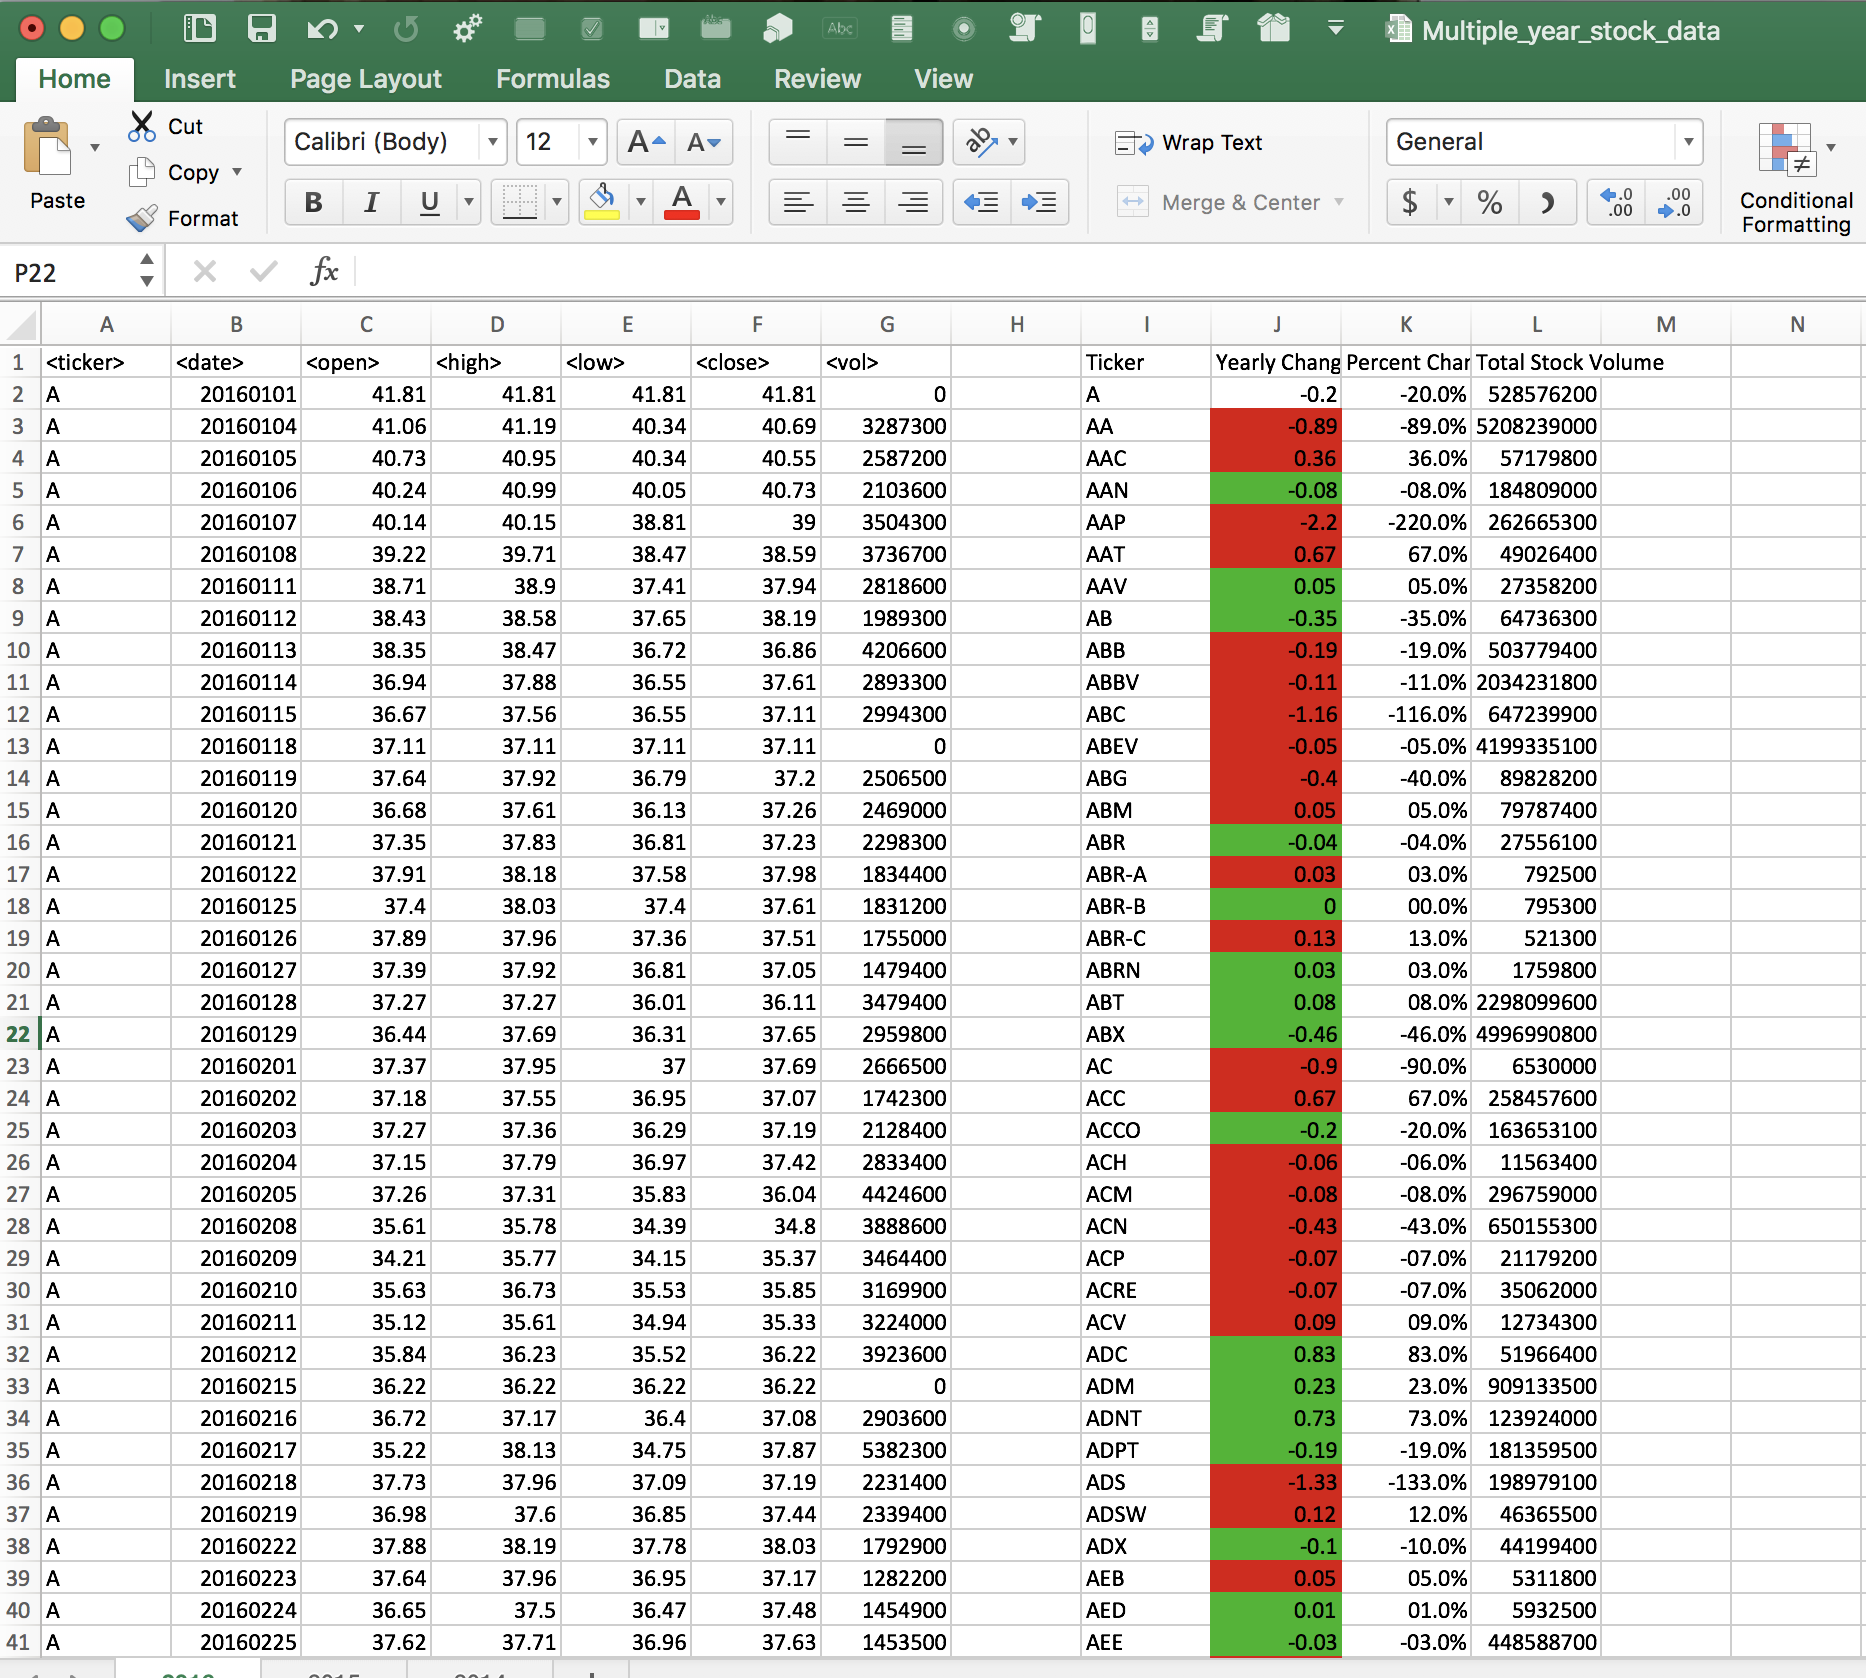 Multiple_year_stock_data
Home Insert Page Layout Formulas Data Review View
Cut
Copy
Format
Paste
Calibri (Body) 12
Wrap Text
Merge & Center
General
Conditional Formatting
P22 fx
A B C D E F G H I J K L M N
1 <ticker> <date> <open> <high> <low> <close> <vol> Ticker Yearly Chang Percent Char Total Stock Volume
2 A 20160101 41.81 41.81 41.81 41.81 0 A -0.2 -20.0% 528576200
3 A 20160104 41.06 41.19 40.34 40.69 3287300 AA -0.89 -89.0% 5208239000
4 A 20160105 40.73 40.95 40.34 40.55 2587200 AAC 0.36 36.0% 57179800
5 A 20160106 40.24 40.99 40.05 40.73 2103600 AAN -0.08 -08.0% 184809000
6 A 20160107 40.14 40.15 38.81 39 3504300 AAP -2.2 -220.0% 262665300
7 A 20160108 39.22 39.71 38.47 38.59 3736700 AAT 0.67 67.0% 49026400
8 A 20160111 38.71 38.9 37.41 37.94 2818600 AAV 0.05 05.0% 27358200
9 A 20160112 38.43 38.58 37.65 38.19 1989300 AB -0.35 -35.0% 64736300
10 A 20160113 38.35 38.47 36.72 36.86 4206600 ABB -0.19 -19.0% 503779400
11 A 20160114 36.94 37.88 36.55 37.61 2893300 ABBV -0.11 -11.0% 2034231800
12 A 20160115 36.67 37.56 36.55 37.11 2994300 ABC -1.16 -116.0% 647239900
13 A 20160118 37.11 37.11 37.11 37.11 0 ABEV -0.05 -05.0% 4199335100
14 A 20160119 37.64 37.92 36.79 37.2 2506500 ABG -0.4 -40.0% 89828200
15 A 20160120 36.68 37.61 36.13 37.26 2469000 ABM 0.05 05.0% 79787400
16 A 20160121 37.35 37.83 36.81 37.23 2298300 ABR -0.04 -04.0% 27556100
17 A 20160122 37.91 38.18 37.58 37.98 1834400 ABR-A 0.03 03.0% 792500
18 A 20160125 37.4 38.03 37.4 37.61 1831200 ABR-B 0 00.0% 795300
19 A 20160126 37.89 37.96 37.36 37.51 1755000 ABR-C 0.13 13.0% 521300
20 A 20160127 37.39 37.92 36.81 37.05 1479400 ABRN 0.03 03.0% 1759800
21 A 20160128 37.27 37.27 36.01 36.11 3479400 ABT 0.08 08.0% 2298099600
22 A 20160129 36.44 37.69 36.31 37.65 2959800 ABX -0.46 -46.0% 4996990800
23 A 20160201 37.37 37.95 37 37.69 2666500 AC -0.9 -90.0% 6530000
24 A 20160202 37.18 37.55 36.95 37.07 1742300 ACC 0.67 67.0% 258457600
25 A 20160203 37.27 37.36 36.29 37.19 2128400 ACCO -0.2 -20.0% 163653100
26 A 20160204 37.15 37.79 36.97 37.42 2833400 ACH -0.06 -06.0% 11563400
27 A 20160205 37.26 37.31 35.83 36.04 4424600 ACM -0.08 -08.0% 296759000
28 A 20160208 35.61 35.78 34.39 34.8 3888600 ACN -0.43 -43.0% 650155300
29 A 20160209 34.21 35.77 34.15 35.37 3464400 ACP -0.07 -07.0% 21179200
30 A 20160210 35.63 36.73 35.53 35.85 3169900 ACRE -0.07 -07.0% 35062000
31 A 20160211 35.12 35.61 34.94 35.33 3224000 ACV 0.09 09.0% 12734300
32 A 20160212 35.84 36.23 35.52 36.22 3923600 ADC 0.83 83.0% 51966400
33 A 20160215 36.22 36.22 36.22 36.22 0 ADM 0.23 23.0% 909133500
34 A 20160216 36.72 37.17 36.4 37.08 2903600 ADNT 0.73 73.0% 123924000
35 A 20160217 35.22 38.13 34.75 37.87 5382300 ADPT -0.19 -19.0% 181359500
36 A 20160218 37.73 37.96 37.09 37.19 2231400 ADS -1.33 -133.0% 198979100
37 A 20160219 36.98 37.6 36.85 37.44 2339400 ADSW 0.12 12.0% 46365500
38 A 20160222 37.88 38.19 37.78 38.03 1792900 ADX -0.1 -10.0% 44199400
39 A 20160223 37.64 37.96 36.95 37.17 1282200 AEB 0.05 05.0% 5311800
40 A 20160224 36.65 37.5 36.47 37.48 1454900 AED 0.01 01.0% 5932500
41 A 20160225 37.62 37.71 36.96 37.63 1453500 AEE -0.03 -03.0% 448588700